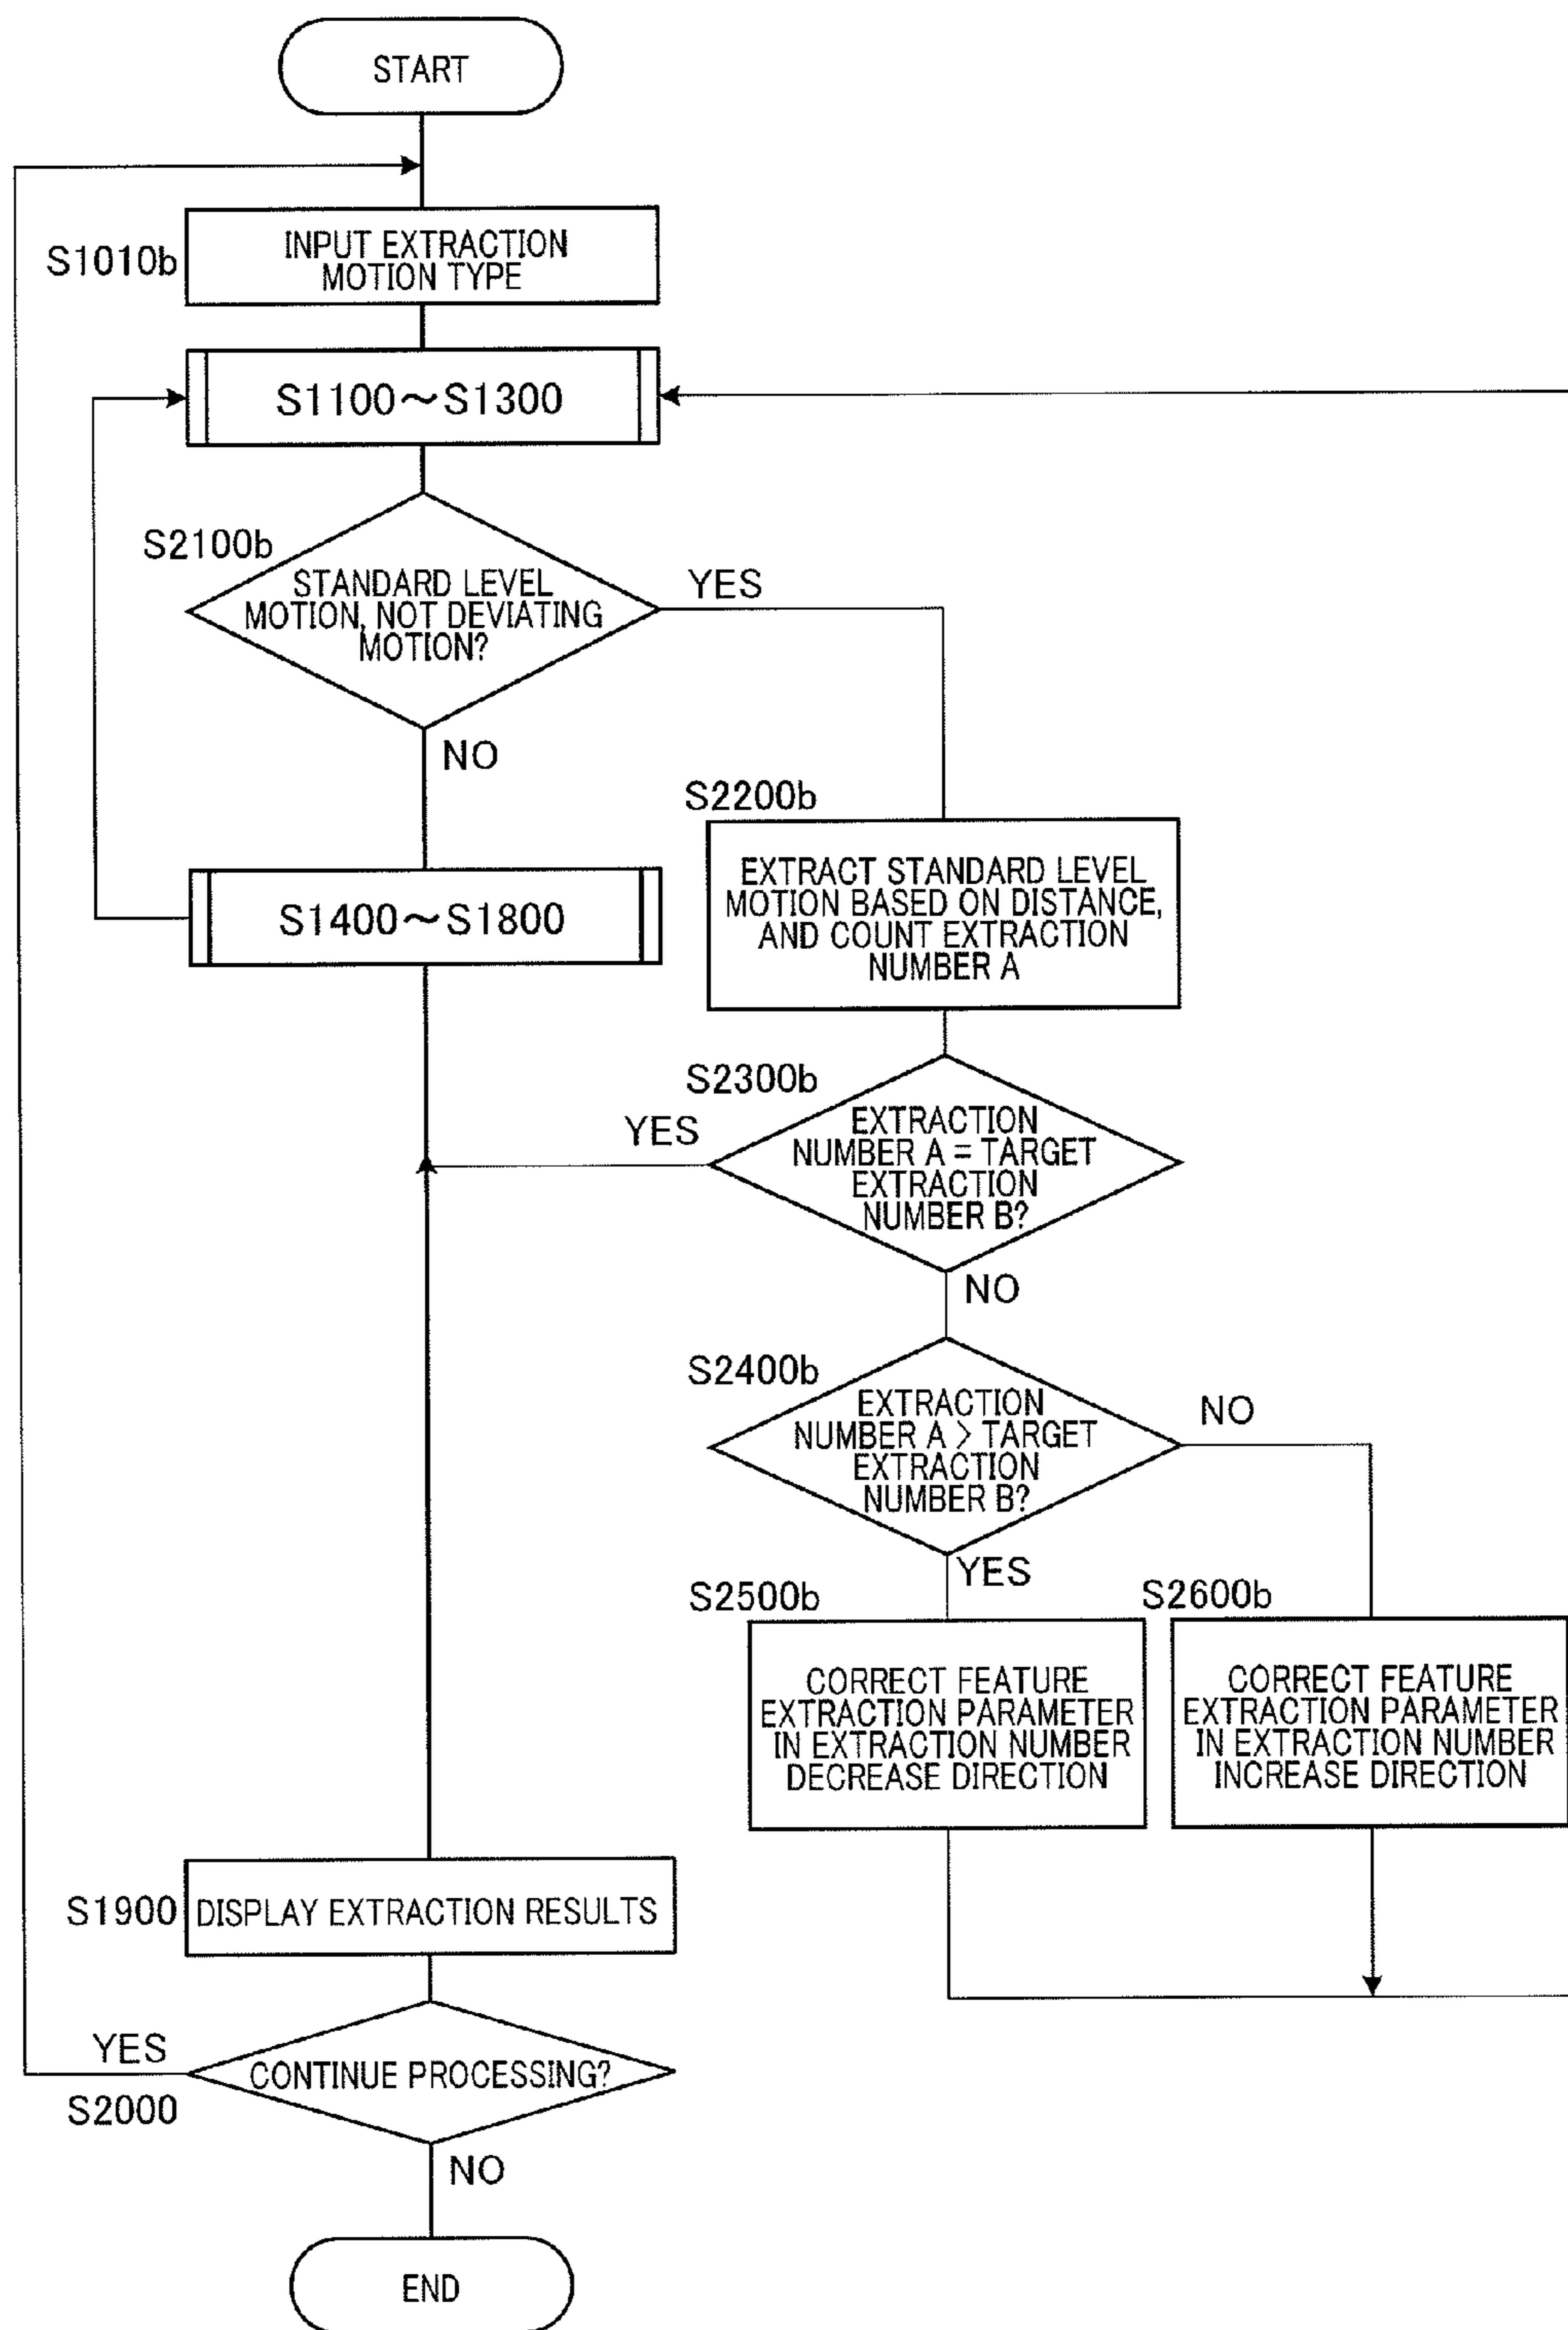 START
S1010b
INPUT EXTRACTION
MOTION TYPE
S1100～S1300
S2100b
STANDARD LEVEL
MOTION, NOT DEVIATING
MOTION?
YES
NO
S2200b
EXTRACT STANDARD LEVEL
MOTION BASED ON DISTANCE,
AND COUNT EXTRACTION
NUMBER A
S1400～S1800
S2300b
YES
EXTRACTION
NUMBER A = TARGET
EXTRACTION
NUMBER B?
NO
S2400b
EXTRACTION
NUMBER A > TARGET
EXTRACTION
NUMBER B?
NO
YES
S2500b
CORRECT FEATURE
EXTRACTION PARAMETER
IN EXTRACTION NUMBER
DECREASE DIRECTION
S2600b
CORRECT FEATURE
EXTRACTION PARAMETER
IN EXTRACTION NUMBER
INCREASE DIRECTION
S1900
DISPLAY EXTRACTION RESULTS
YES
S2000
CONTINUE PROCESSING?
NO
END